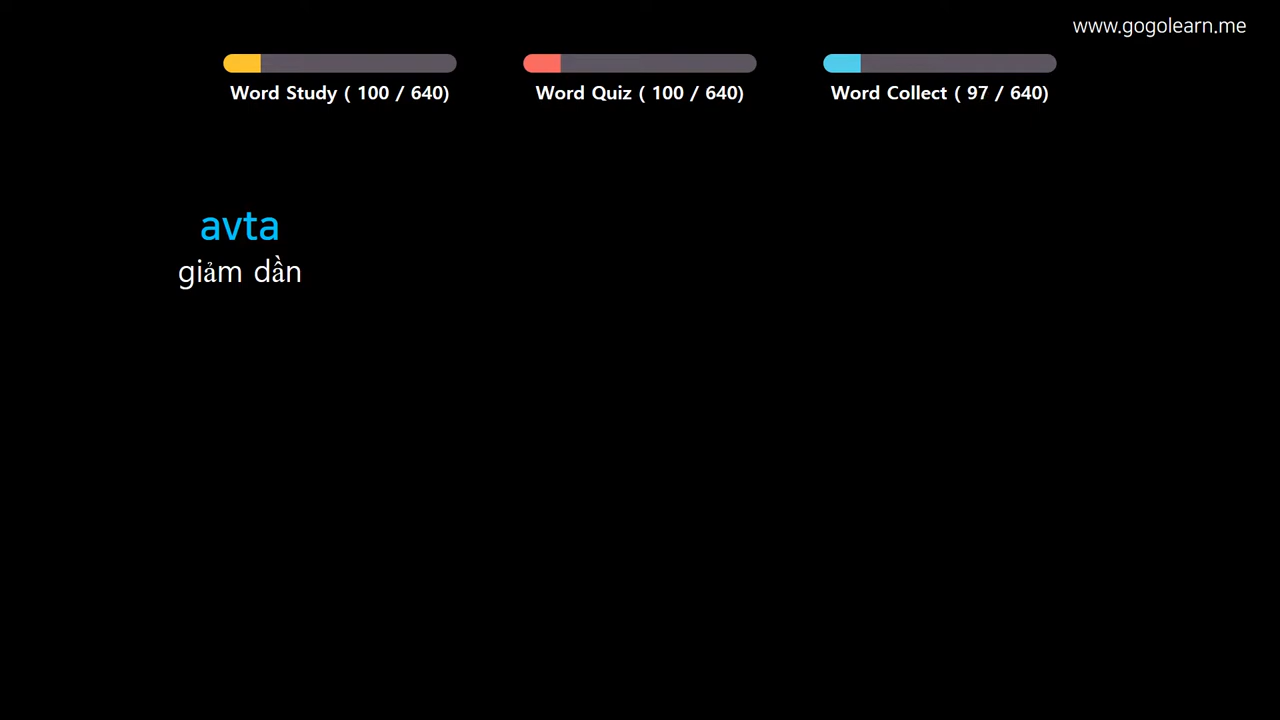 www.gogolearn.me
Word Study ( 100 / 640)
Word Quiz ( 100 / 640)
Word Collect ( 97 / 640)
avta
giảm dần